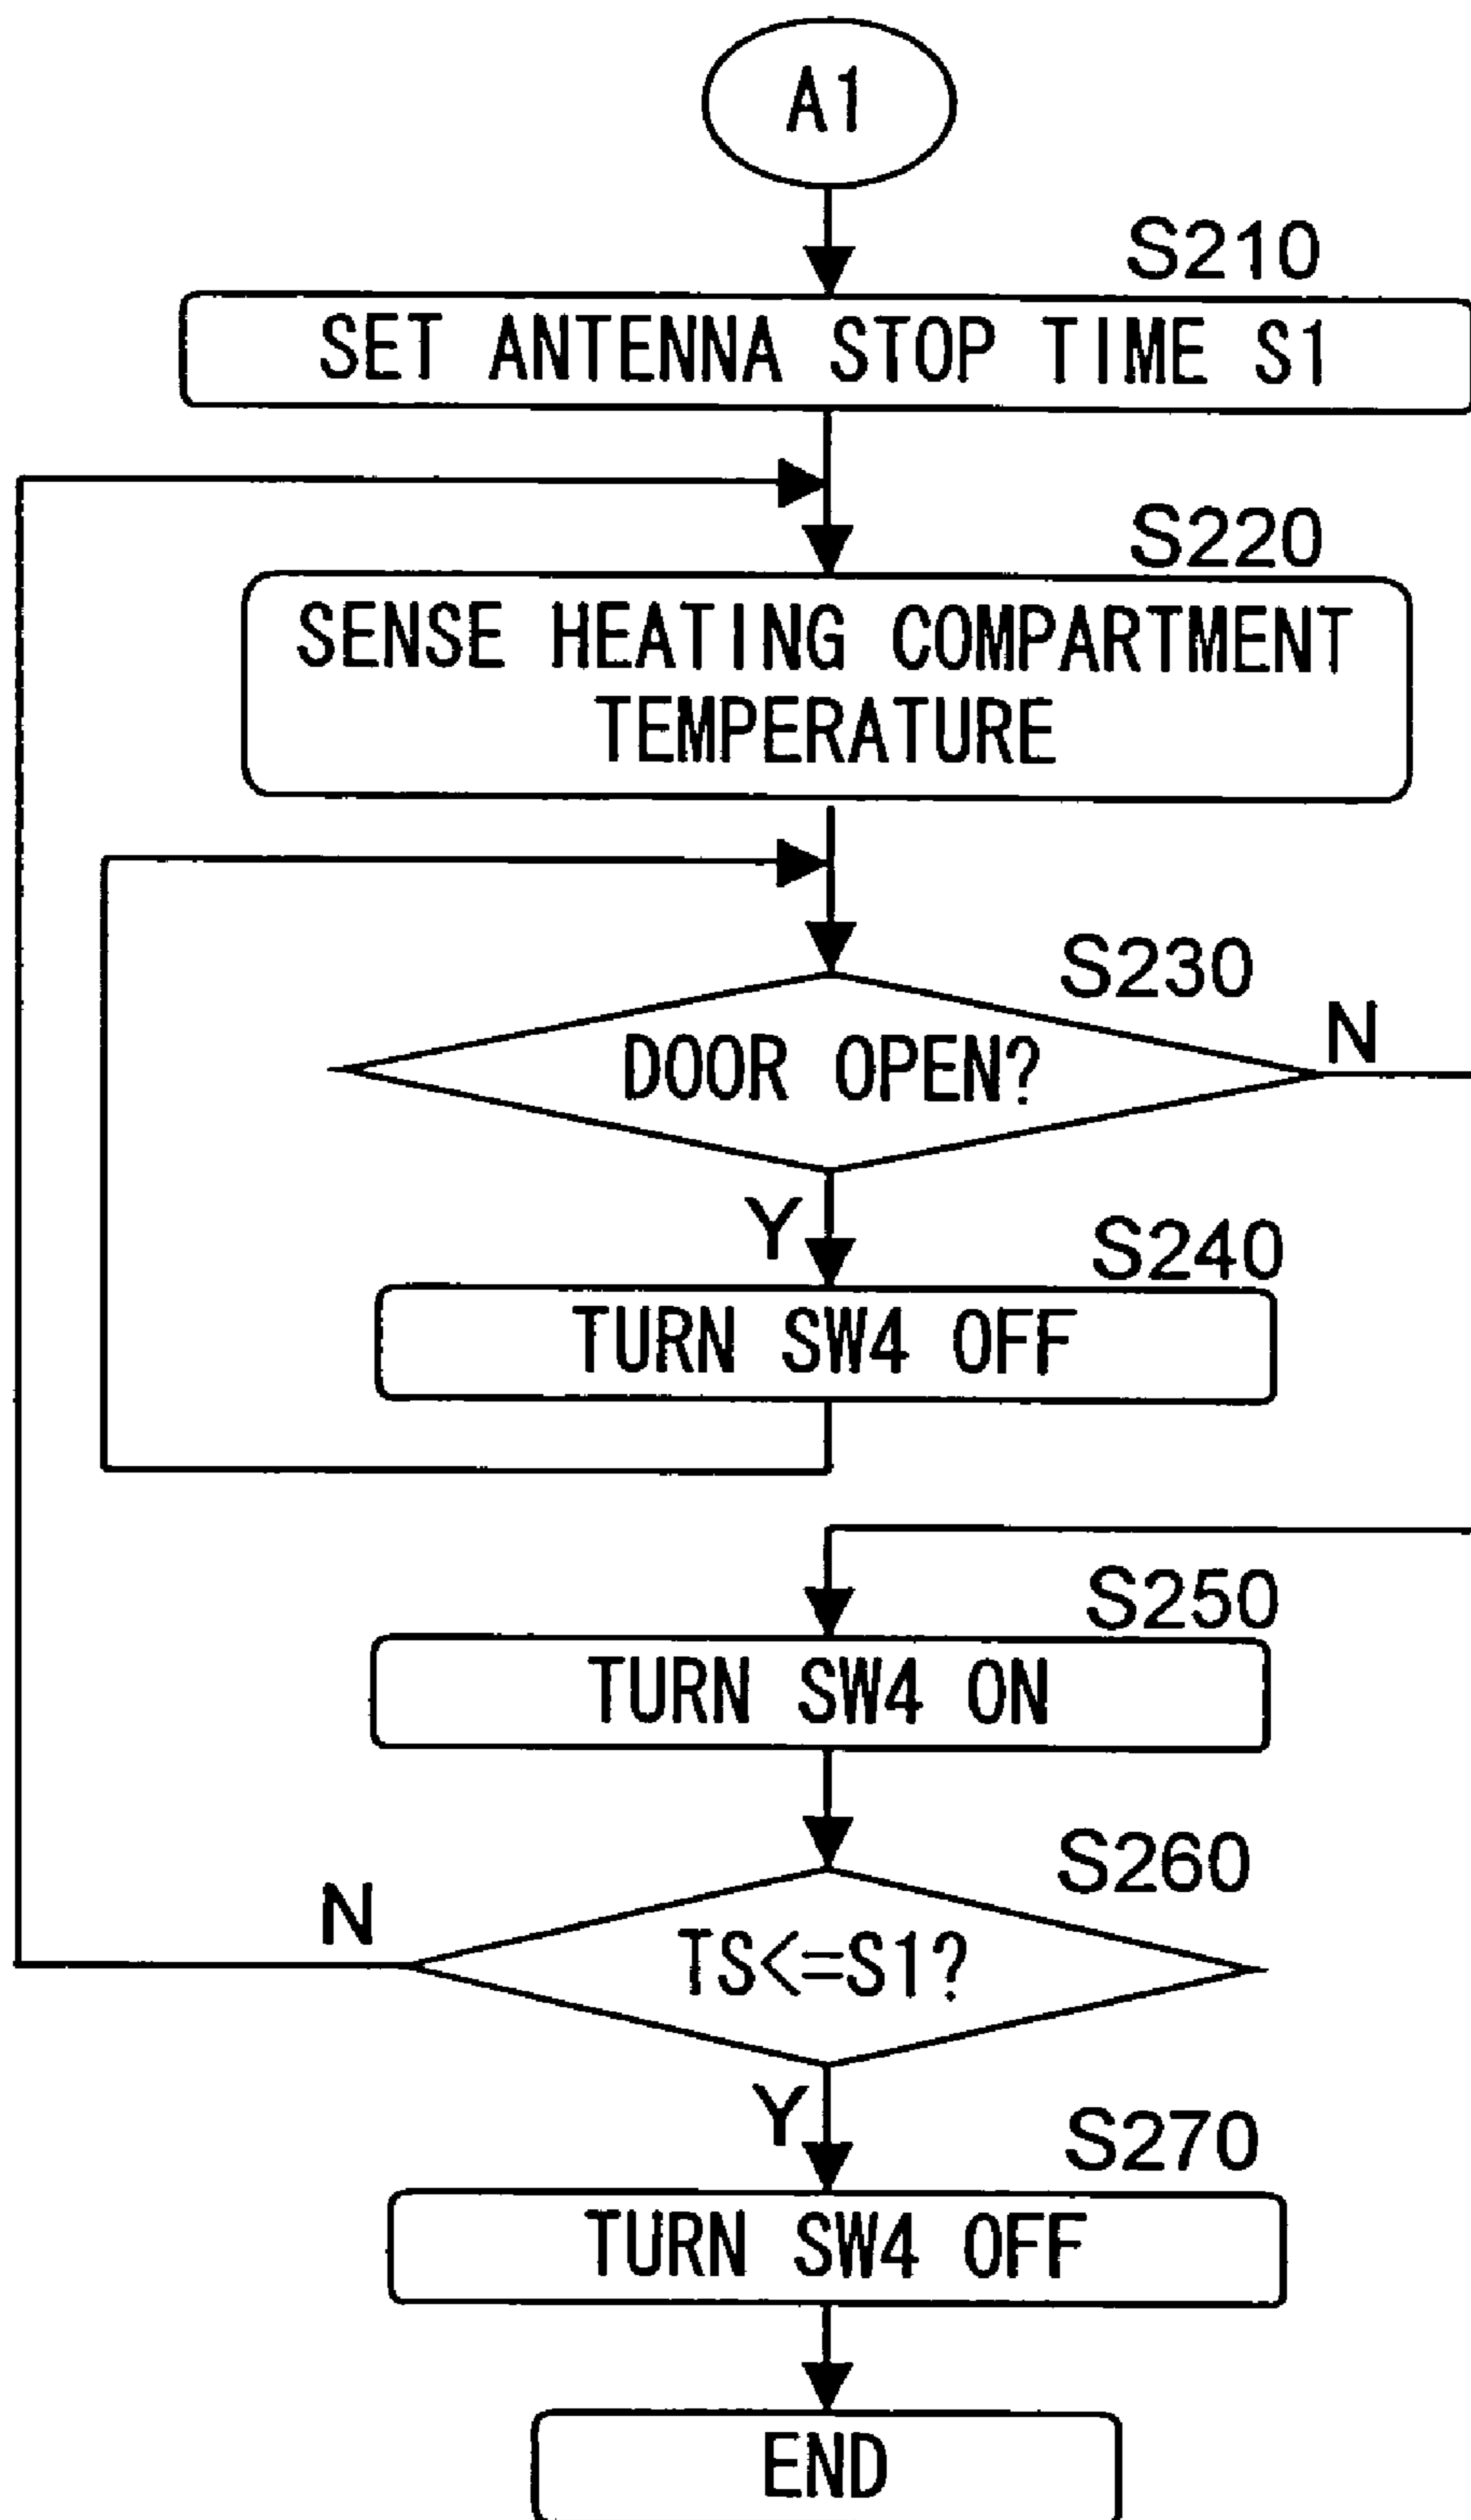 A1
S210
SET ANTENNA STOP TIME S1
S220
SENSE HEATING COMPARTMENT
TEMPERATURE
S230
DOOR OPEN?
N
Y
S240
TURN SW4 OFF
S250
TURN SW4 ON
S260
N
TS<=S1?
Y
S270
TURN SW4 OFF
END